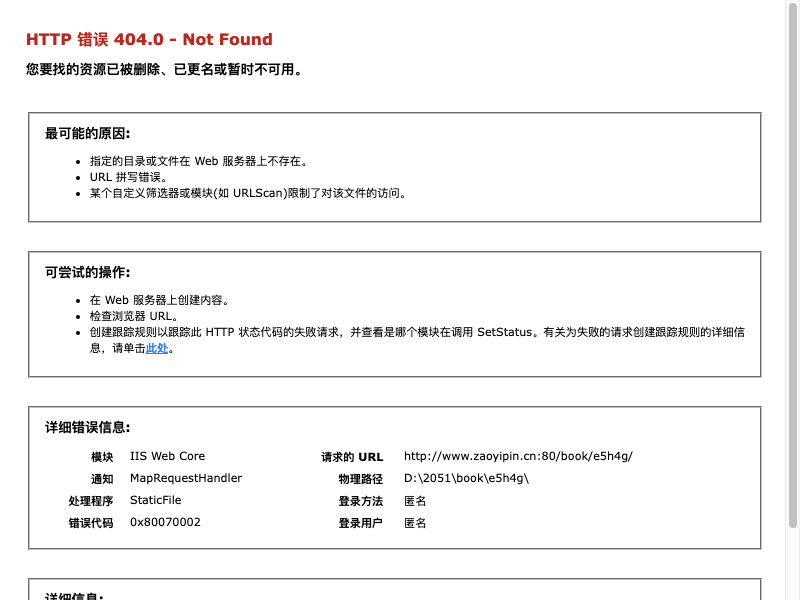 HTTP 错误 404.0 - Not Found
您要找的资源已被删除、已更名或暂时不可用。
最可能的原因:
• 指定的目录或文件在 Web 服务器上不存在。
• URL 拼写错误。
• 某个自定义筛选器或模块(如 URLScan)限制了对该文件的访问。
可尝试的操作:
• 在 Web 服务器上创建内容。
• 检查浏览器 URL。
• 创建跟踪规则以跟踪此 HTTP 状态代码的失败请求，并查看是哪个模块在调用 SetStatus。有关为失败的请求创建跟踪规则的详细信
息，请单击此处。
详细错误信息:
模块 IIS Web Core 请求的 URL http://www.zaoyipin.cn:80/book/e5h4g/
通知 MapRequestHandler 物理路径 D:\2051\book\e5h4g\
处理程序 StaticFile 登录方法 匿名
错误代码 0x80070002 登录用户 匿名
详细信息: